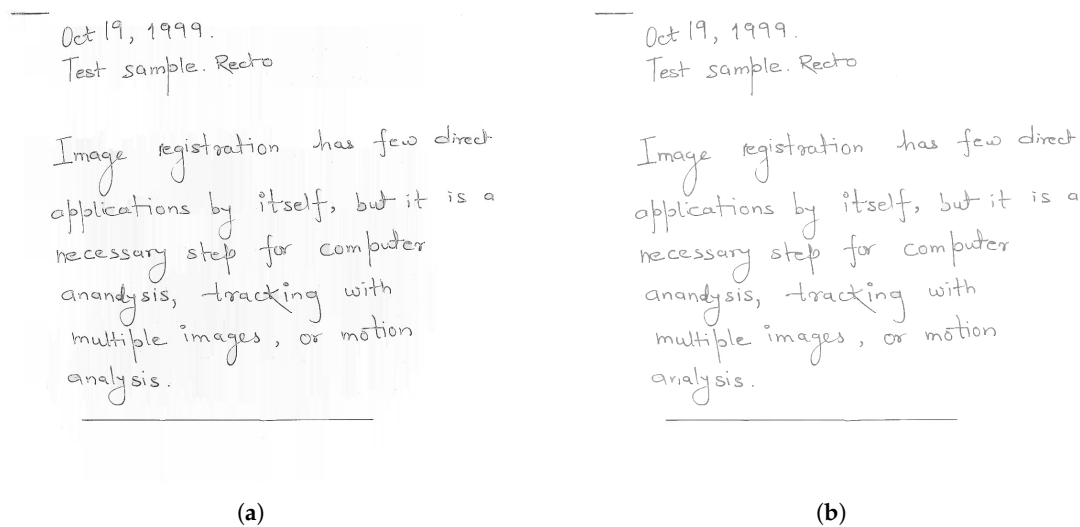 Oct 19, 1999.
Test sample. Recto
Image registration has few direct
applications by itself, but it is a
necessary step for computer
anandysis, tracking with
multiple images, or motion
analysis.
(a)
Oct 19, 1999.
Test sample. Recto
Image registration has few direct
applications by itself, but it is a
necessary step for computer
anandysis, tracking with
multiple images, or motion
analysis.
(b)